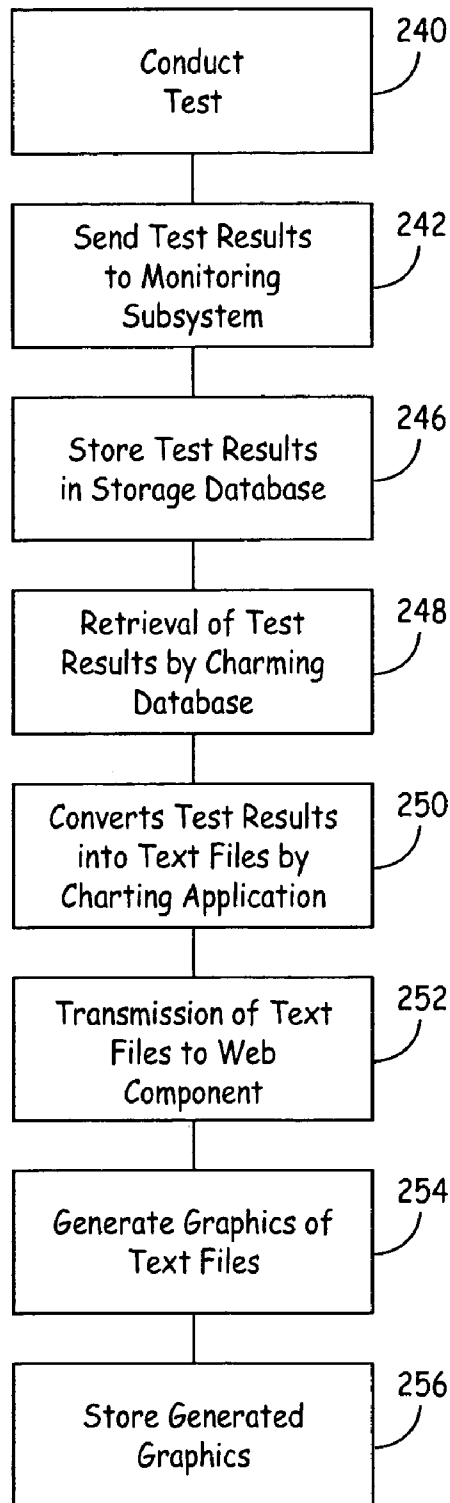 Conduct
Test
240
Send Test Results
to Monitoring
Subsystem
242
Store Test Results
in Storage Database
246
Retrieval of Test
Results by Charming
Database
248
Converts Test Results
into Text Files by
Charting Application
250
Transmission of Text
Files to Web
Component
252
Generate Graphics of
Text Files
254
Store Generated
Graphics
256